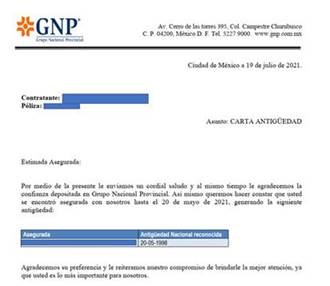 GNP®
Grupo Nacional Provincial
Av. Cerro de las torres 395, Col. Campestre Churubusco
C. P. 04200, México D. F. Tel. 5227 9000 www.gnp.com.mx
Ciudad de México a 19 de julio de 2021.
Contratante:
Póliza:
Asunto: CARTA ANTIGÜEDAD
Estimada Asegurada:
Por medio de la presente le enviamos un cordial saludo y al mismo tiempo le agradecemos la
confianza depositada en Grupo Nacional Provincial. Asi mismo queremos hacer constar que usted
se encontró asegurada con nosotros hasta el 20 de mayo de 2021, generando la siguiente
antigüedad:
Asegurada Antigüedad Nacional reconocida
20-05-1998
Agradecemos su preferencia y le reiteramos nuestro compromiso de brindarle la mejor atención, ya
que usted es lo más importante para nosotros.